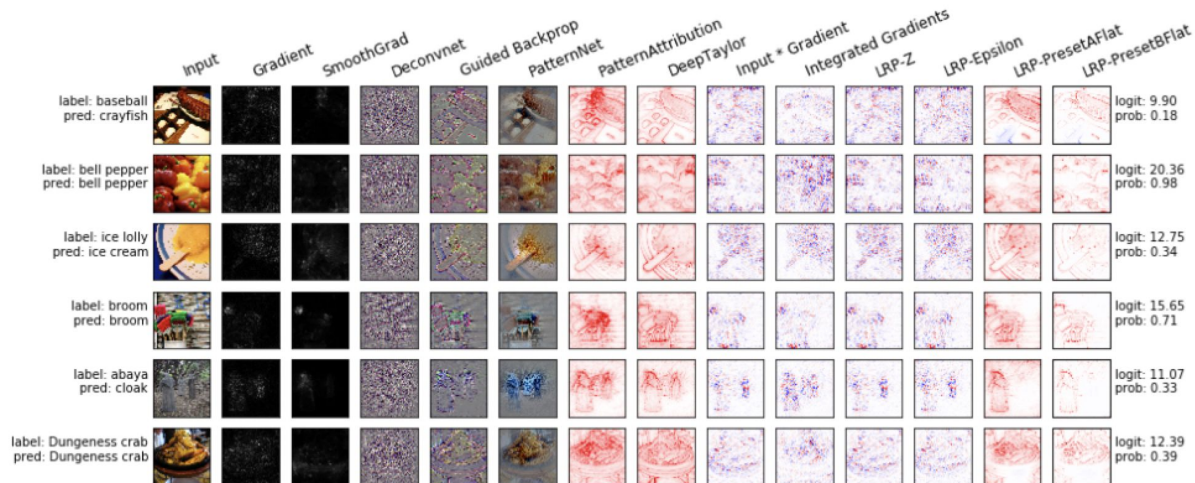 Input
Gradient
SmoothGrad
Deconvnet
Guided Backprop
PatternNet
PatternAttribution
DeepTaylor
Input * Gradient
Integrated Gradients
LRP-Z
LRP-Epsilon
LRP-PresetAFlat
LRP-PresetBFlat
label: baseball
pred: crayfish
logit: 9.90
prob: 0.18
label: bell pepper
pred: bell pepper
logit: 20.36
prob: 0.98
label: ice lolly
pred: ice cream
logit: 12.75
prob: 0.34
label: broom
pred: broom
logit: 15.65
prob: 0.71
label: abaya
pred: cloak
logit: 11.07
prob: 0.33
label: Dungeness crab
pred: Dungeness crab
logit: 12.39
prob: 0.39